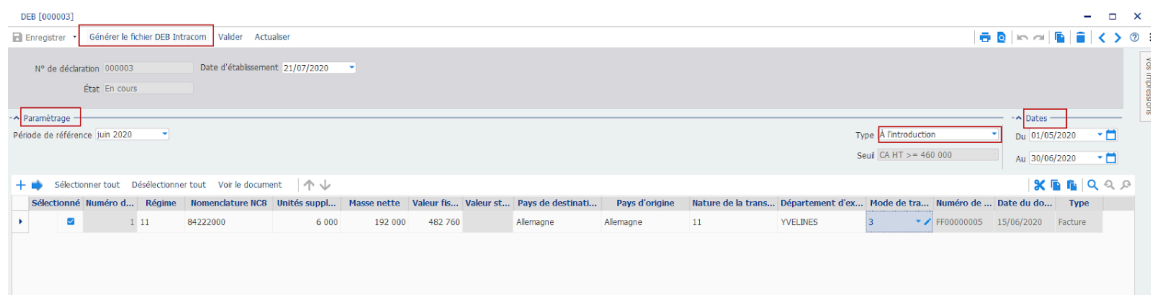 DEB [000003]
Enregistrer Générer le fichier DEB Intracom Valider Actualiser
N° de déclaration 000003 Date d'établissement 21/07/2020
État En cours
Vos impressions
Paramètrage Dates
Période de référence juin 2020 Type À l'introduction Du 01/05/2020
Seuil CA HT >= 460 000 Au 30/06/2020
Sélectionner tout Désélectionner tout Voir le document
Sélectionné Numéro d... Régime Nomenclature NC8 Unités suppl... Masse nette Valeur fis... Valeur st... Pays de destinati... Pays d'origine Nature de la trans... Département d'ex... Mode de tra... Numéro de ... Date du do... Type
1 11 84222000 6 000 192 000 482 760 Allemagne Allemagne 11 YVELINES 3 FF00000005 15/06/2020 Facture